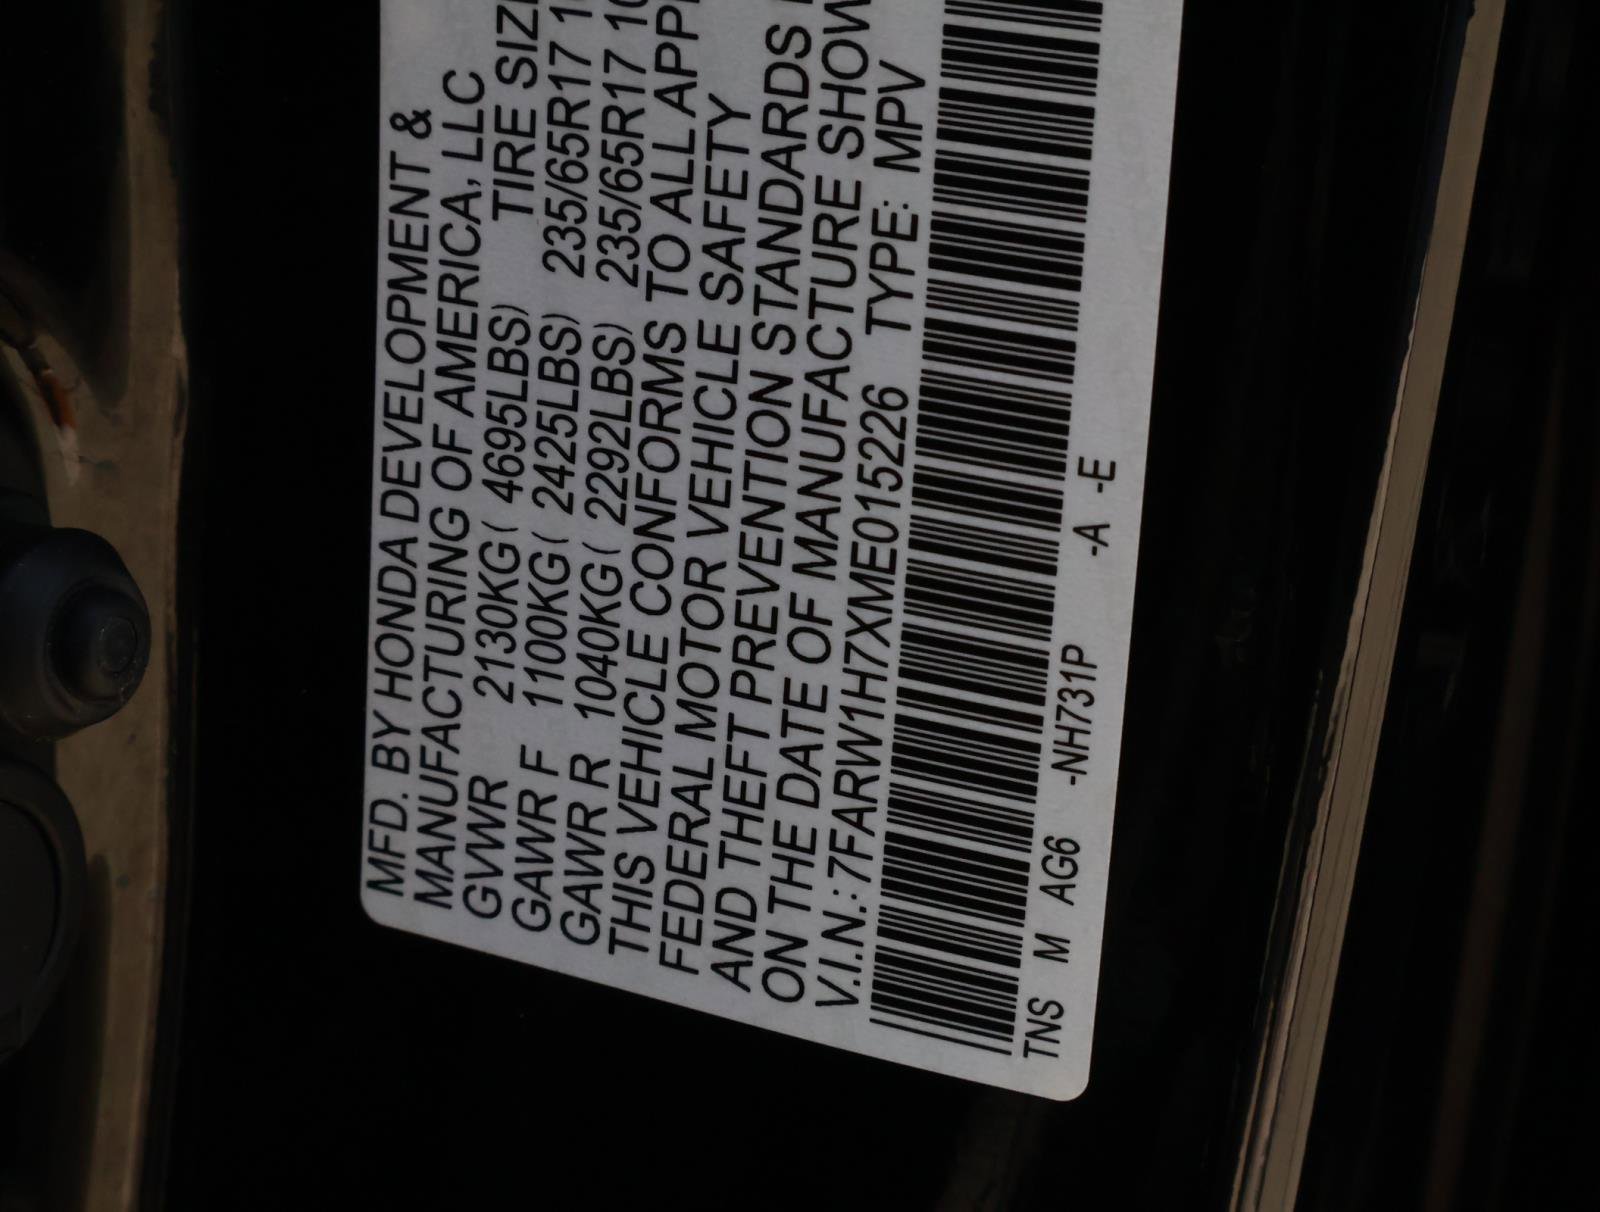 MFD. BY HONDA DEVELOPMENT &
MANUFACTURING OF AMERICA, LLC
TIRE SIZE
GVWR 2130KG( 4695LBS)
GAWR F 1100KG( 2425LBS) 235/65R17
GAWR R 1040KG( 2292LBS) 235/65R17
THIS VEHICLE CONFORMS TO ALL APP
FEDERAL MOTOR VEHICLE SAFETY
AND THEFT PREVENTION STANDARDS
ON THE DATE OF MANUFACTURE SHOW
V.I.N.:7FARW1H7XME015226 TYPE: MPV
TNS M AG6 -NH731P -A -E